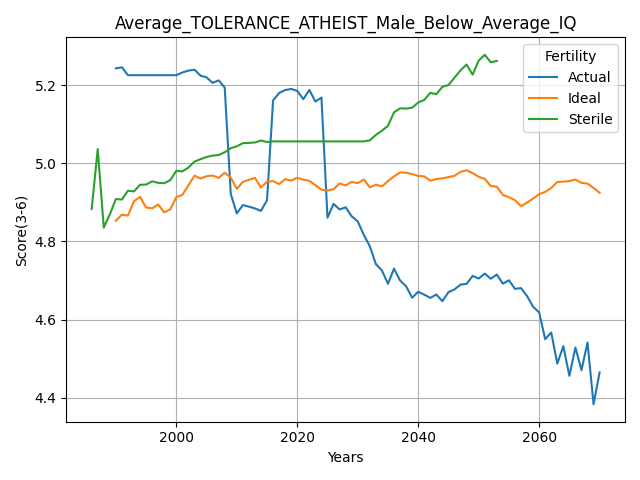 Average_TOLERANCE_ATHEIST_Male_Below_Average_IQ
Fertility
Actual
Ideal
Sterile
Score(3-6)
5.2
5.0
4.8
4.6
4.4
2000 2020 2040 2060
Years